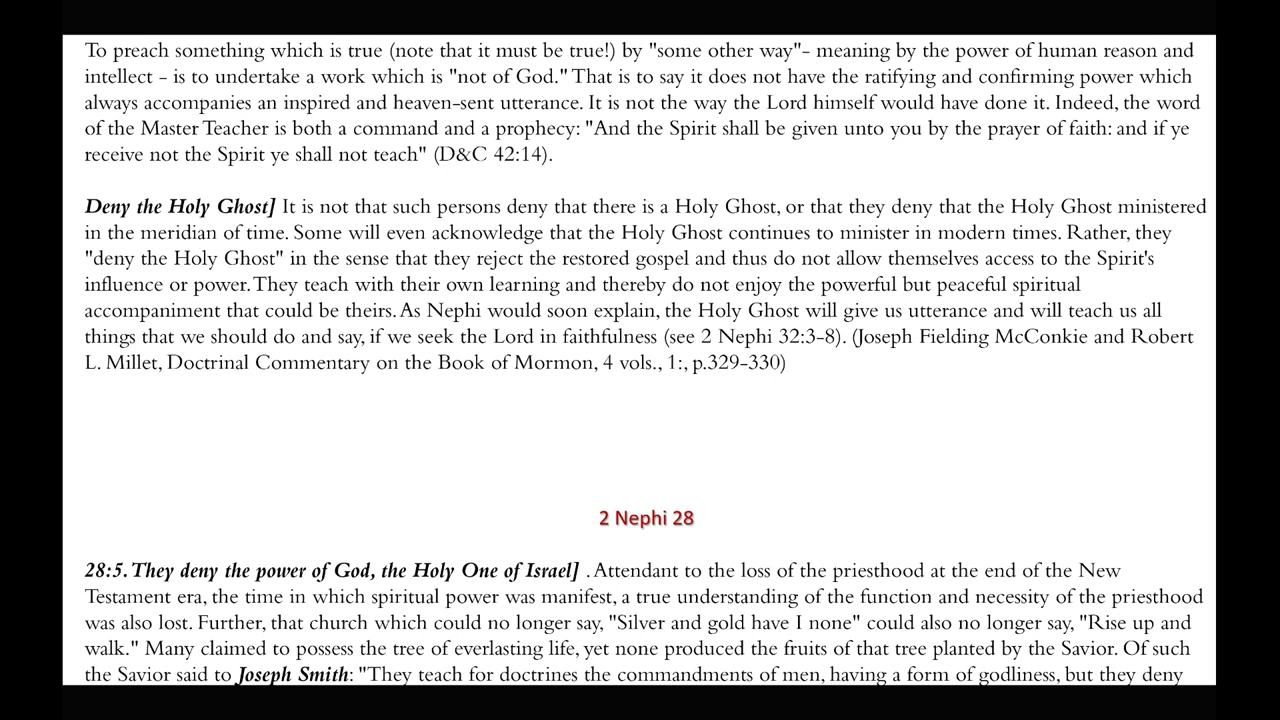 To preach something which is true (note that it must be true!) by "some other way"- meaning by the power of human reason and
intellect - is to undertake a work which is "not of God." That is to say it does not have the ratifying and confirming power which
always accompanies an inspired and heaven-sent utterance. It is not the way the Lord himself would have done it. Indeed, the word
of the Master Teacher is both a command and a prophecy: "And the Spirit shall be given unto you by the prayer of faith: and if ye
receive not the Spirit ye shall not teach" (D&C 42:14).
Deny the Holy Ghost] It is not that such persons deny that there is a Holy Ghost, or that they deny that the Holy Ghost ministered
in the meridian of time. Some will even acknowledge that the Holy Ghost continues to minister in modern times. Rather, they
"deny the Holy Ghost" in the sense that they reject the restored gospel and thus do not allow themselves access to the Spirit's
influence or power. They teach with their own learning and thereby do not enjoy the powerful but peaceful spiritual
accompaniment that could be theirs. As Nephi would soon explain, the Holy Ghost will give us utterance and will teach us all
things that we should do and say, if we seek the Lord in faithfulness (see 2 Nephi 32:3-8). (Joseph Fielding McConkie and Robert
L. Millet, Doctrinal Commentary on the Book of Mormon, 4 vols., 1:, p.329-330)
2 Nephi 28
28:5. They deny the power of God, the Holy One of Israel] . Attendant to the loss of the priesthood at the end of the New
Testament era, the time in which spiritual power was manifest, a true understanding of the function and necessity of the priesthood
was also lost. Further, that church which could no longer say, "Silver and gold have I none" could also no longer say, "Rise up and
walk." Many claimed to possess the tree of everlasting life, yet none produced the fruits of that tree planted by the Savior. Of such
the Savior said to Joseph Smith: "They teach for doctrines the commandments of men, having a form of godliness, but they deny